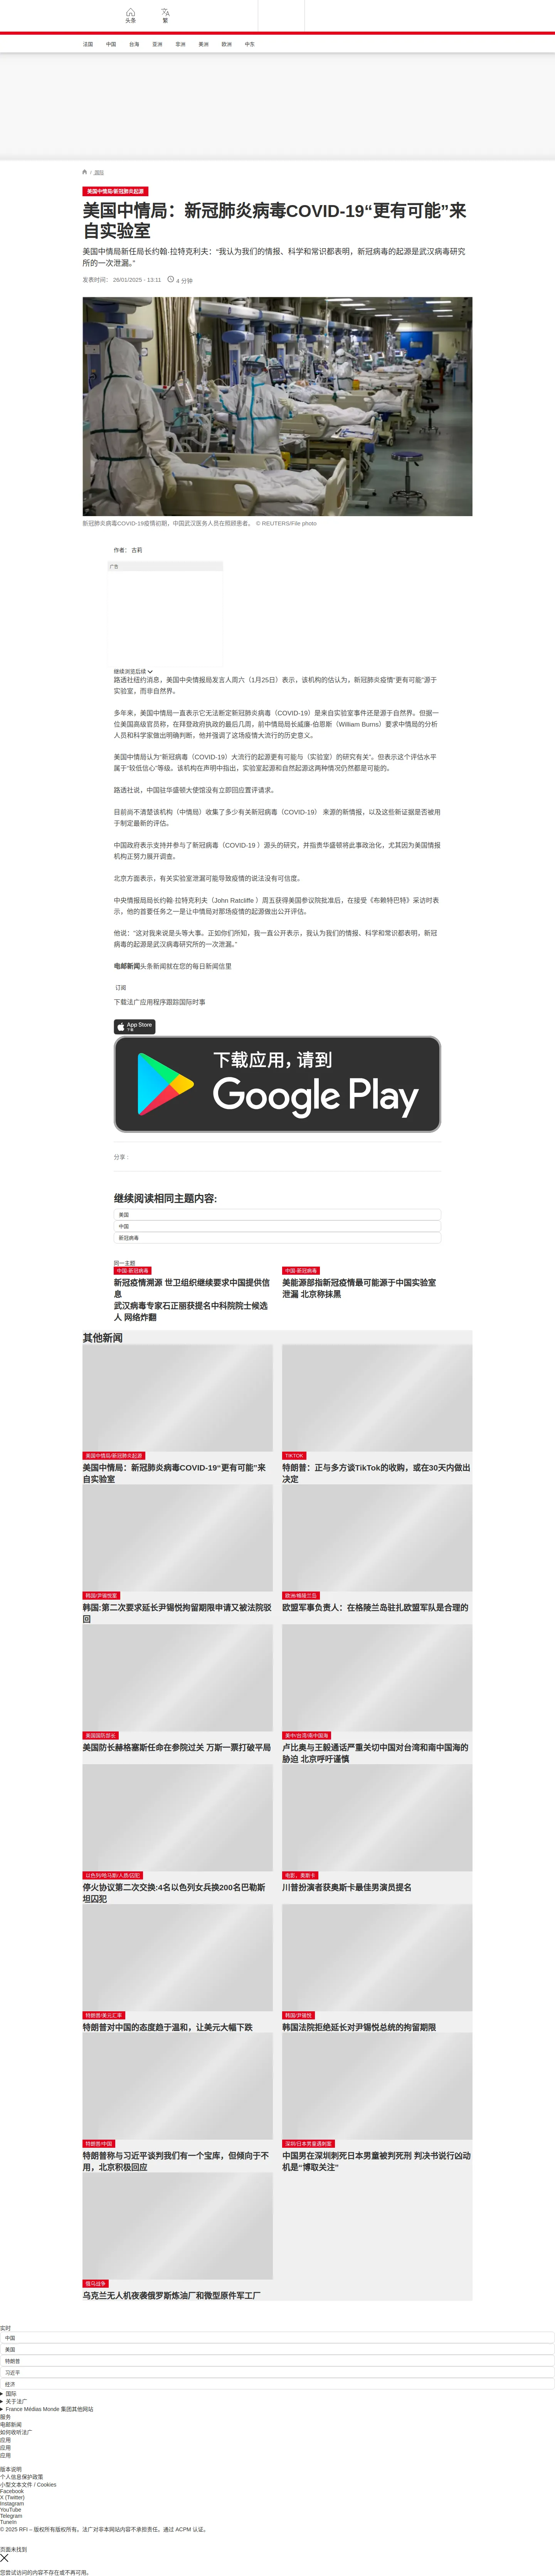 头条
繁
法国
中国
台海
亚洲
非洲
美洲
欧洲
中东
/ 国际
美国中情局/新冠肺炎起源
美国中情局：新冠肺炎病毒COVID-19“更有可能”来
自实验室
美国中情局新任局长约翰·拉特克利夫：“我认为我们的情报、科学和常识都表明，新冠病毒的起源是武汉病毒研究
所的一次泄漏。”
发表时间： 26/01/2025 - 13:11
4 分钟
新冠肺炎病毒COVID-19疫情初期，中国武汉医务人员在照顾患者。 © REUTERS/File photo
作者： 古莉
广告
继续浏览后续
路透社纽约消息，美国中央情报局发言人周六（1月25日）表示，该机构的估认为，新冠肺炎疫情“更有可能”源于
实验室，而非自然界。
多年来，美国中情局一直表示它无法断定新冠肺炎病毒（COVID-19）是来自实验室事件还是源于自然界。但据一
位美国高级官员称，在拜登政府执政的最后几周，前中情局局长威廉·伯恩斯（William Burns）要求中情局的分析
人员和科学家做出明确判断，他并强调了这场疫情大流行的历史意义。
美国中情局认为“新冠病毒（COVID-19）大流行的起源更有可能与（实验室）的研究有关”。但表示这个评估水平
属于“较低信心”等级。该机构在声明中指出，实验室起源和自然起源这两种情况仍然都是可能的。
路透社说，中国驻华盛顿大使馆没有立即回应置评请求。
目前尚不清楚该机构（中情局）收集了多少有关新冠病毒（COVID-19） 来源的新情报，以及这些新证据是否被用
于制定最新的评估。
中国政府表示支持并参与了新冠病毒（COVID-19 ）源头的研究，并指责华盛顿将此事政治化，尤其因为美国情报
机构正努力展开调查。
北京方面表示，有关实验室泄漏可能导致疫情的说法没有可信度。
中央情报局局长约翰·拉特克利夫（John Ratcliffe ）周五获得美国参议院批准后，在接受《布赖特巴特》采访时表
示，他的首要任务之一是让中情局对那场疫情的起源做出公开评估。
他说：“这对我来说是头等大事。正如你们所知，我一直公开表示，我认为我们的情报、科学和常识都表明，新冠
病毒的起源是武汉病毒研究所的一次泄漏。”
电邮新闻头条新闻就在您的每日新闻信里
订阅
下载法广应用程序跟踪国际时事
App Store
下载
下载应用，请到
Google Play
分享 :
继续阅读相同主题内容:
美国
中国
新冠病毒
同一主题
中国·新冠病毒
新冠疫情溯源 世卫组织继续要求中国提供信
息
中国·新冠病毒
美能源部指新冠疫情最可能源于中国实验室
泄漏 北京称抹黑
武汉病毒专家石正丽获提名中科院院士候选
人 网络炸翻
其他新闻
美国中情局/新冠肺炎起源
美国中情局：新冠肺炎病毒COVID-19“更有可能”来
自实验室
TIKTOK
特朗普：正与多方谈TikTok的收购，或在30天内做出
决定
韩国/尹锡悦案
韩国:第二次要求延长尹锡悦拘留期限申请又被法院驳
回
欧洲/格陵兰岛
欧盟军事负责人：在格陵兰岛驻扎欧盟军队是合理的
美国国防部长
美国防长赫格塞斯任命在参院过关 万斯一票打破平局
美中/台湾/南中国海
卢比奥与王毅通话严重关切中国对台湾和南中国海的
胁迫 北京呼吁谨慎
以色列/哈马斯/人质/囚犯
停火协议第二次交换:4名以色列女兵换200名巴勒斯
坦囚犯
电影，奥斯卡
川普扮演者获奥斯卡最佳男演员提名
特朗普/美元汇率
特朗普对中国的态度趋于温和，让美元大幅下跌
韩国/尹锡悦
韩国法院拒绝延长对尹锡悦总统的拘留期限
特朗普/中国
特朗普称与习近平谈判我们有一个宝库，但倾向于不
用，北京积极回应
深圳/日本男童遇刺案
中国男在深圳刺死日本男童被判死刑 判决书说行凶动
机是“博取关注”
俄乌战争
乌克兰无人机夜袭俄罗斯炼油厂和微型原件军工厂
实时
中国
美国
特朗普
习近平
经济
国际
关于法广
France Médias Monde 集团其他网站
服务
电邮新闻
如何收听法广
应用
应用
应用
版本说明
个人信息保护政策
小型文本文件 / Cookies
Facebook
X (Twitter)
Instagram
YouTube
Telegram
TuneIn
© 2025 RFI – 版权所有版权所有。法广对非本网站内容不承担责任。通过 ACPM 认证。
页面未找到
您尝试访问的内容不存在或不再可用。